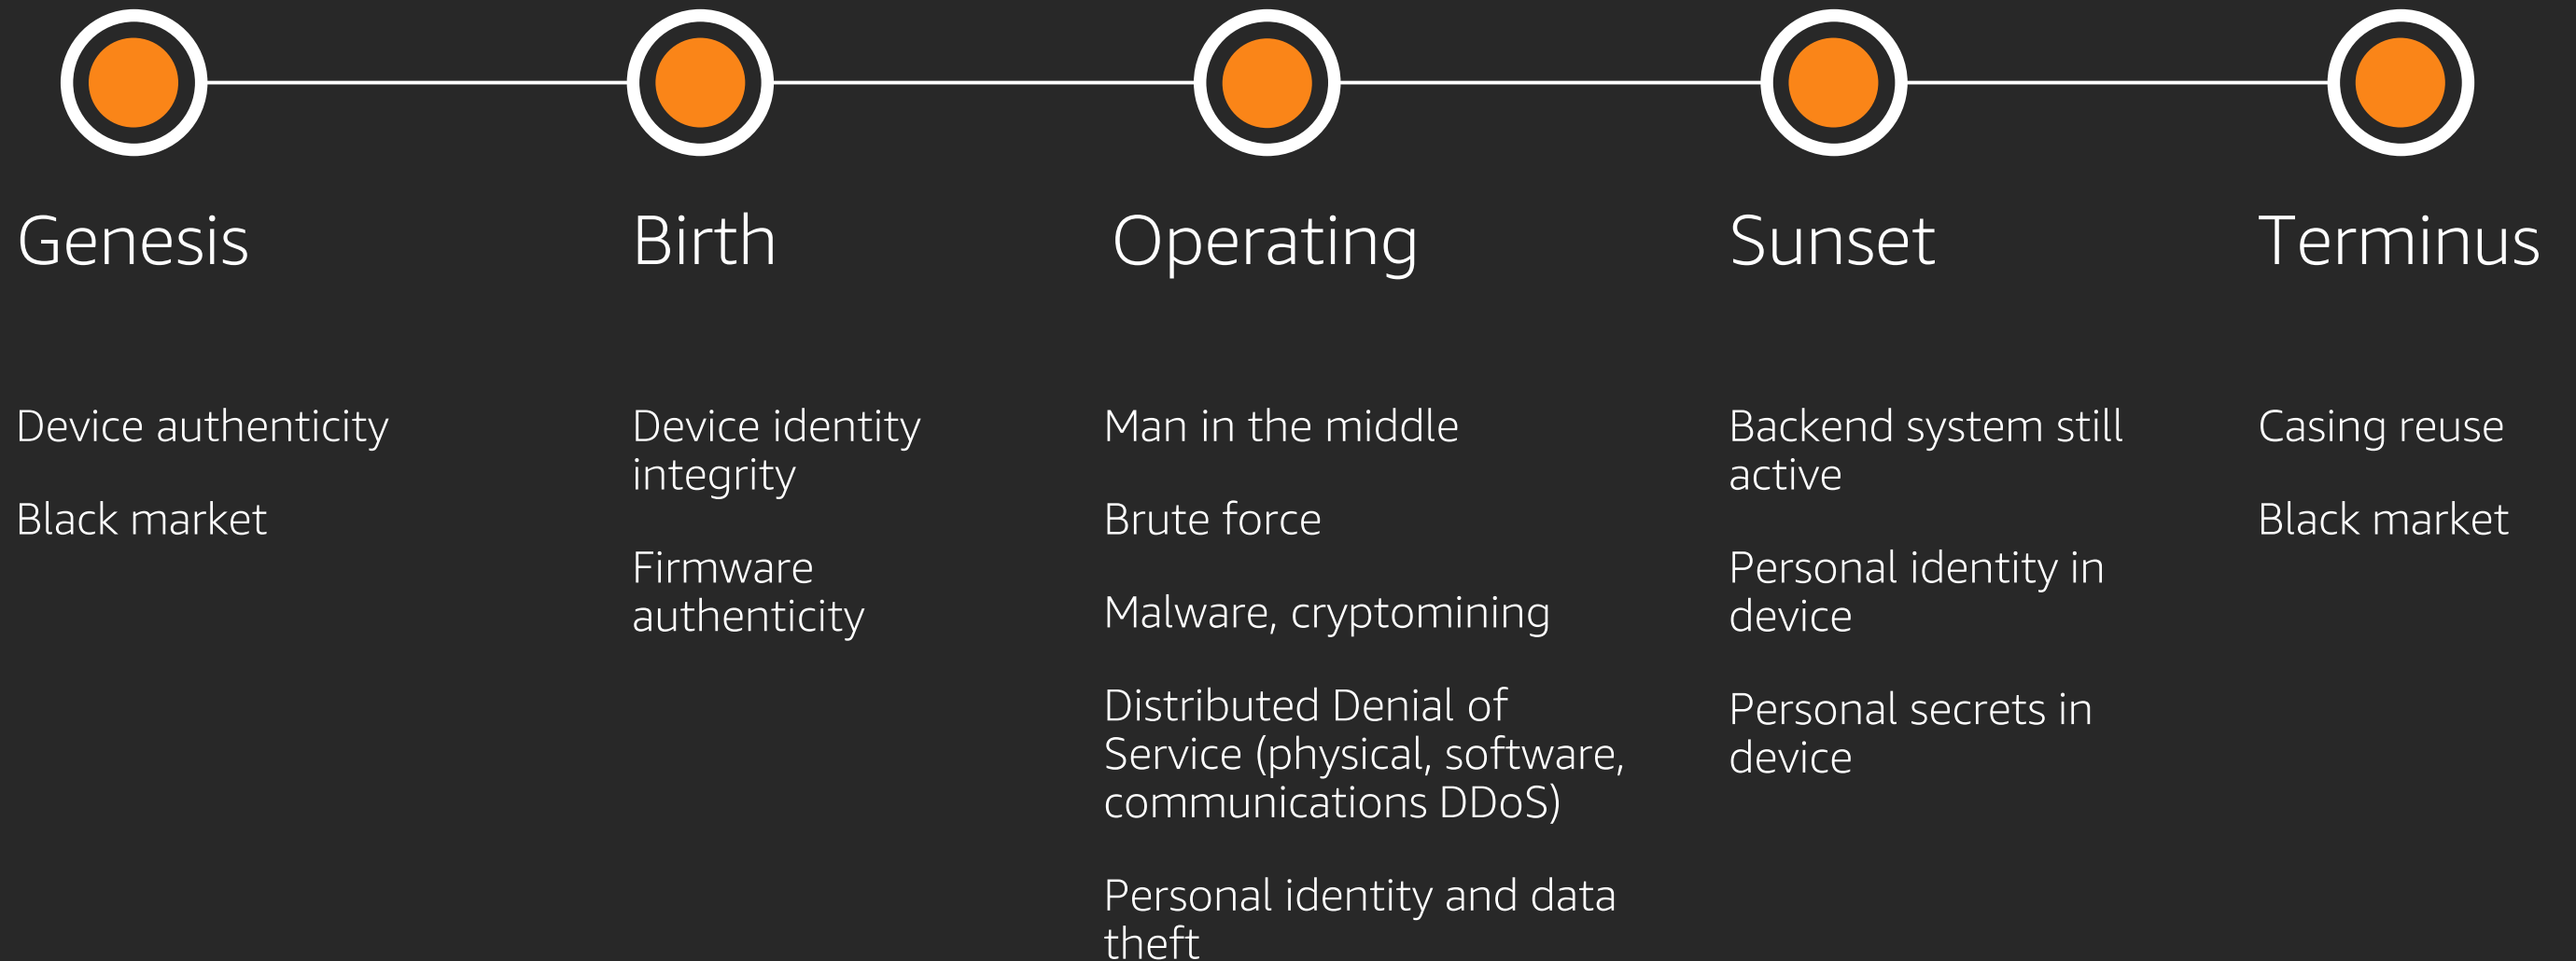 Genesis
Birth
Operating
Sunset
Terminus
Device authenticity
Black market
Device identity
integrity
Firmware
authenticity
Man in the middle
Brute force
Malware, cryptomining
Distributed Denial of
Service (physical, software,
communications DDoS)
Personal identity and data
theft
Backend system still
active
Personal identity in
device
Personal secrets in
device
Casing reuse
Black market